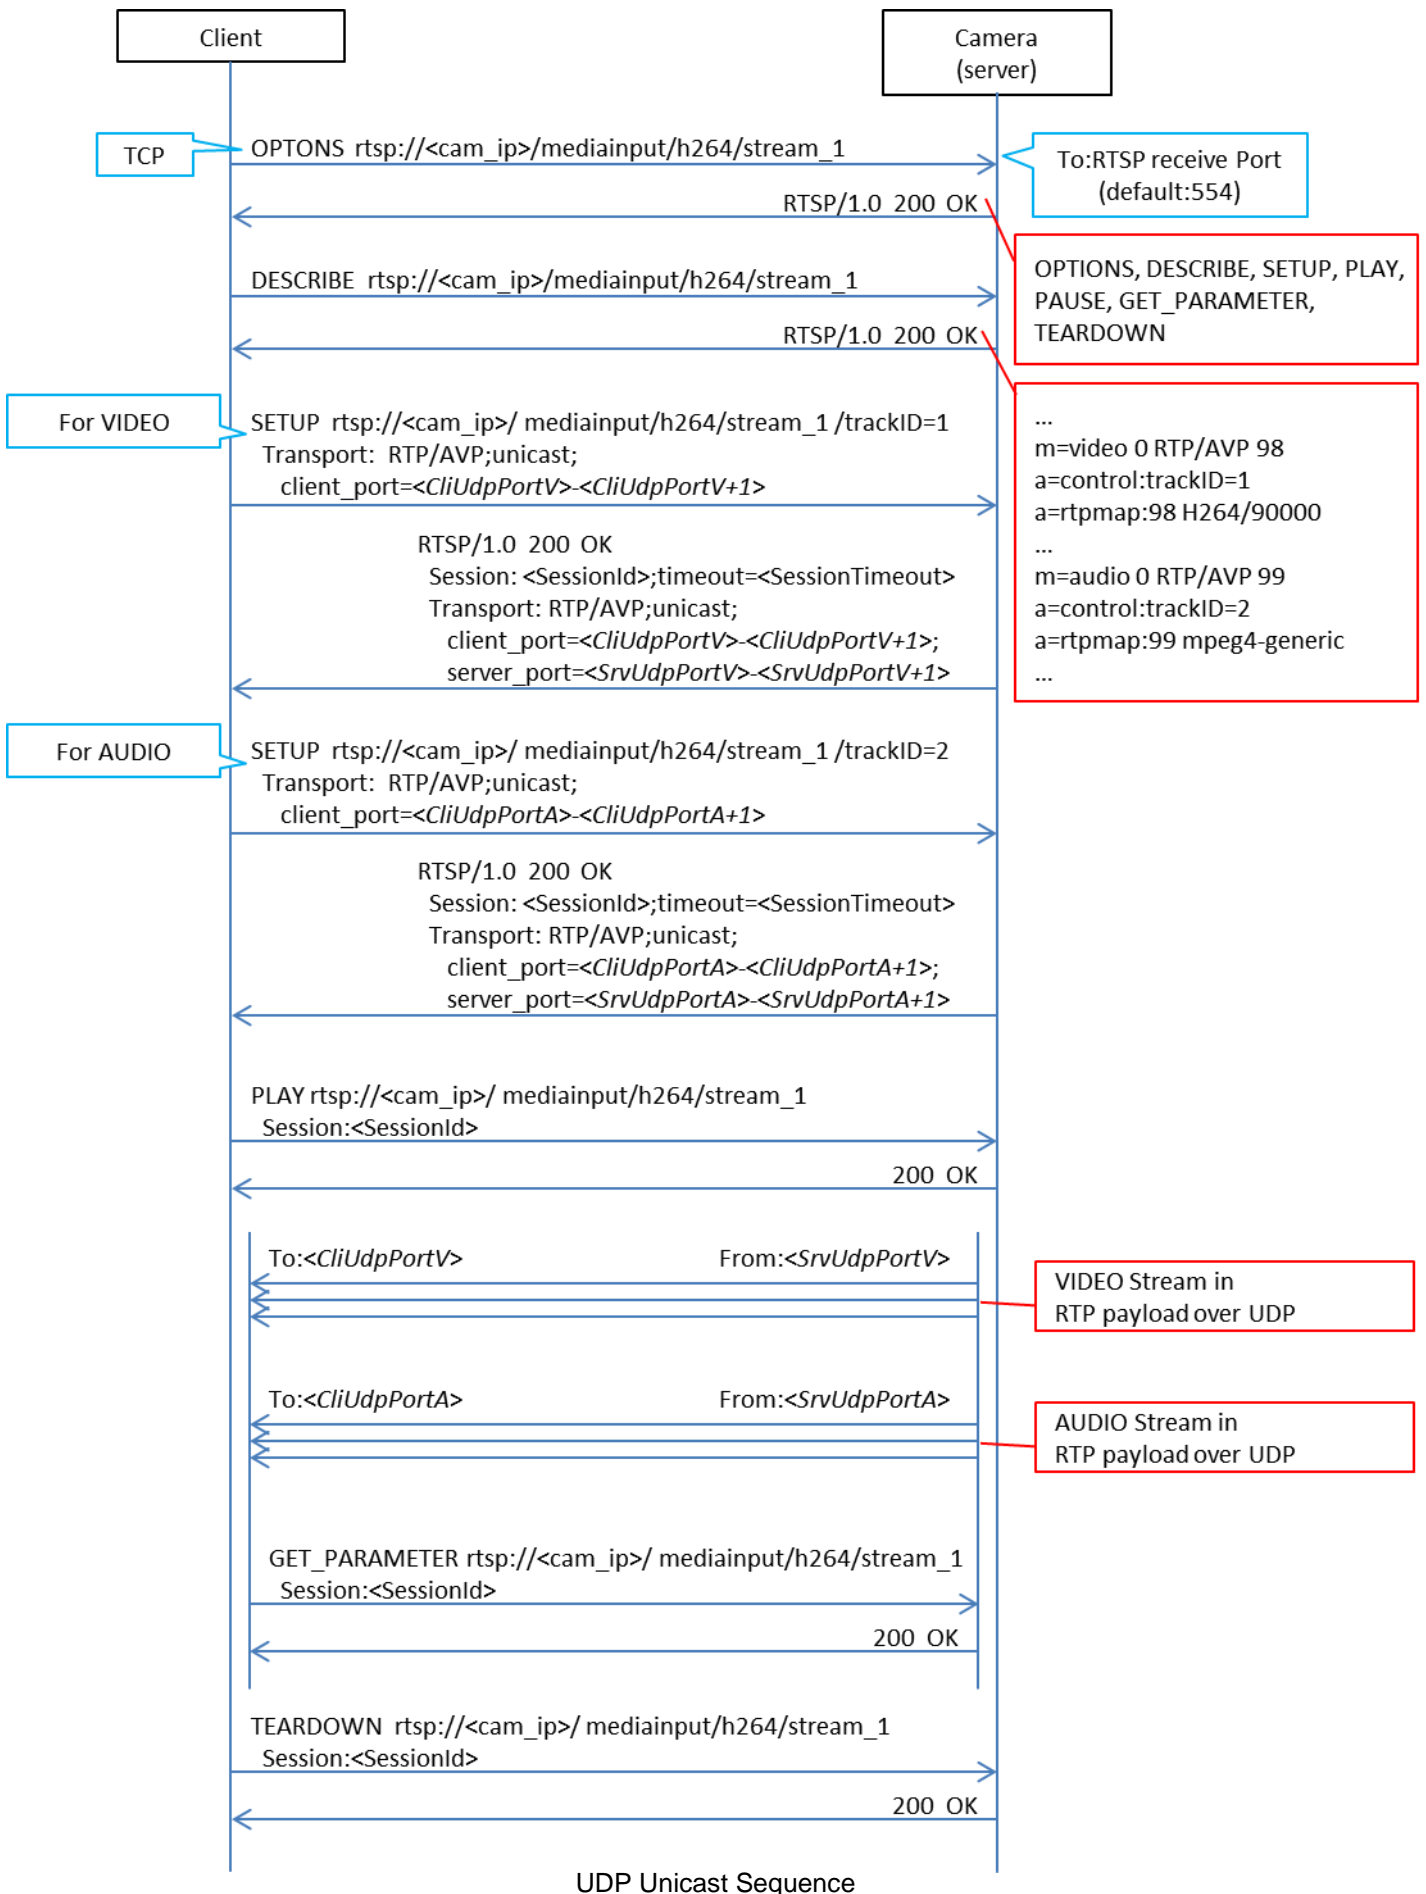 Client
Camera
(server)
TCP
OPTONS rtsp://<cam_ip>/mediainput/h264/stream_1
To:RTSP receive Port
(default:554)
RTSP/1.0 200 OK
OPTIONS, DESCRIBE, SETUP, PLAY,
PAUSE, GET_PARAMETER,
TEARDOWN
DESCRIBE rtsp://<cam_ip>/mediainput/h264/stream_1
RTSP/1.0 200 OK
...
m=video 0 RTP/AVP 98
a=control:trackID=1
a=rtpmap:98 H264/90000
...
m=audio 0 RTP/AVP 99
a=control:trackID=2
a=rtpmap:99 mpeg4-generic
...
For VIDEO
SETUP rtsp://<cam_ip>/ mediainput/h264/stream_1 /trackID=1
Transport: RTP/AVP;unicast;
client_port=<CliUdpPortV>-<CliUdpPortV+1>
RTSP/1.0 200 OK
Session: <SessionId>;timeout=<SessionTimeout>
Transport: RTP/AVP;unicast;
client_port=<CliUdpPortV>-<CliUdpPortV+1>;
server_port=<SrvUdpPortV>-<SrvUdpPortV+1>
For AUDIO
SETUP rtsp://<cam_ip>/ mediainput/h264/stream_1 /trackID=2
Transport: RTP/AVP;unicast;
client_port=<CliUdpPortA>-<CliUdpPortA+1>
RTSP/1.0 200 OK
Session: <SessionId>;timeout=<SessionTimeout>
Transport: RTP/AVP;unicast;
client_port=<CliUdpPortA>-<CliUdpPortA+1>;
server_port=<SrvUdpPortA>-<SrvUdpPortA+1>
PLAY rtsp://<cam_ip>/ mediainput/h264/stream_1
Session:<SessionId>
200 OK
To:<CliUdpPortV>
From:<SrvUdpPortV>
VIDEO Stream in
RTP payload over UDP
To:<CliUdpPortA>
From:<SrvUdpPortA>
AUDIO Stream in
RTP payload over UDP
GET_PARAMETER rtsp://<cam_ip>/ mediainput/h264/stream_1
Session:<SessionId>
200 OK
TEARDOWN rtsp://<cam_ip>/ mediainput/h264/stream_1
Session:<SessionId>
200 OK
UDP Unicast Sequence